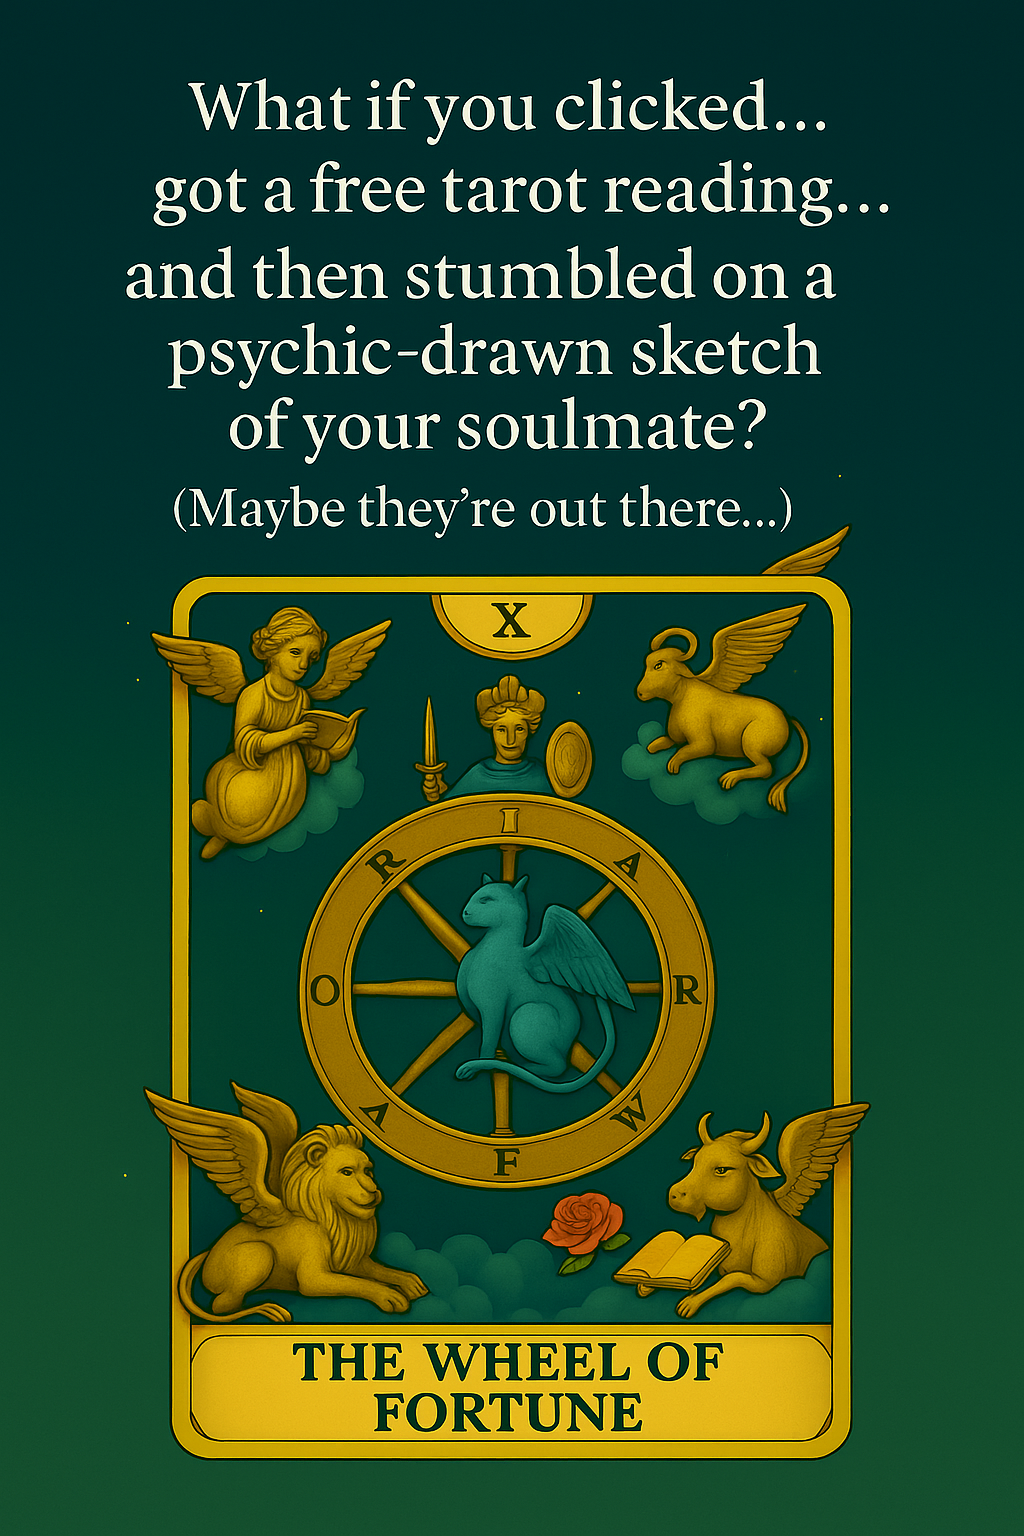 What if you clicked...
got a free tarot reading...
and then stumbled on a
psychic-drawn sketch
of your soulmate?
(Maybe they're out there...)
X
I
R A
O R
V W
F
THE WHEEL OF
FORTUNE